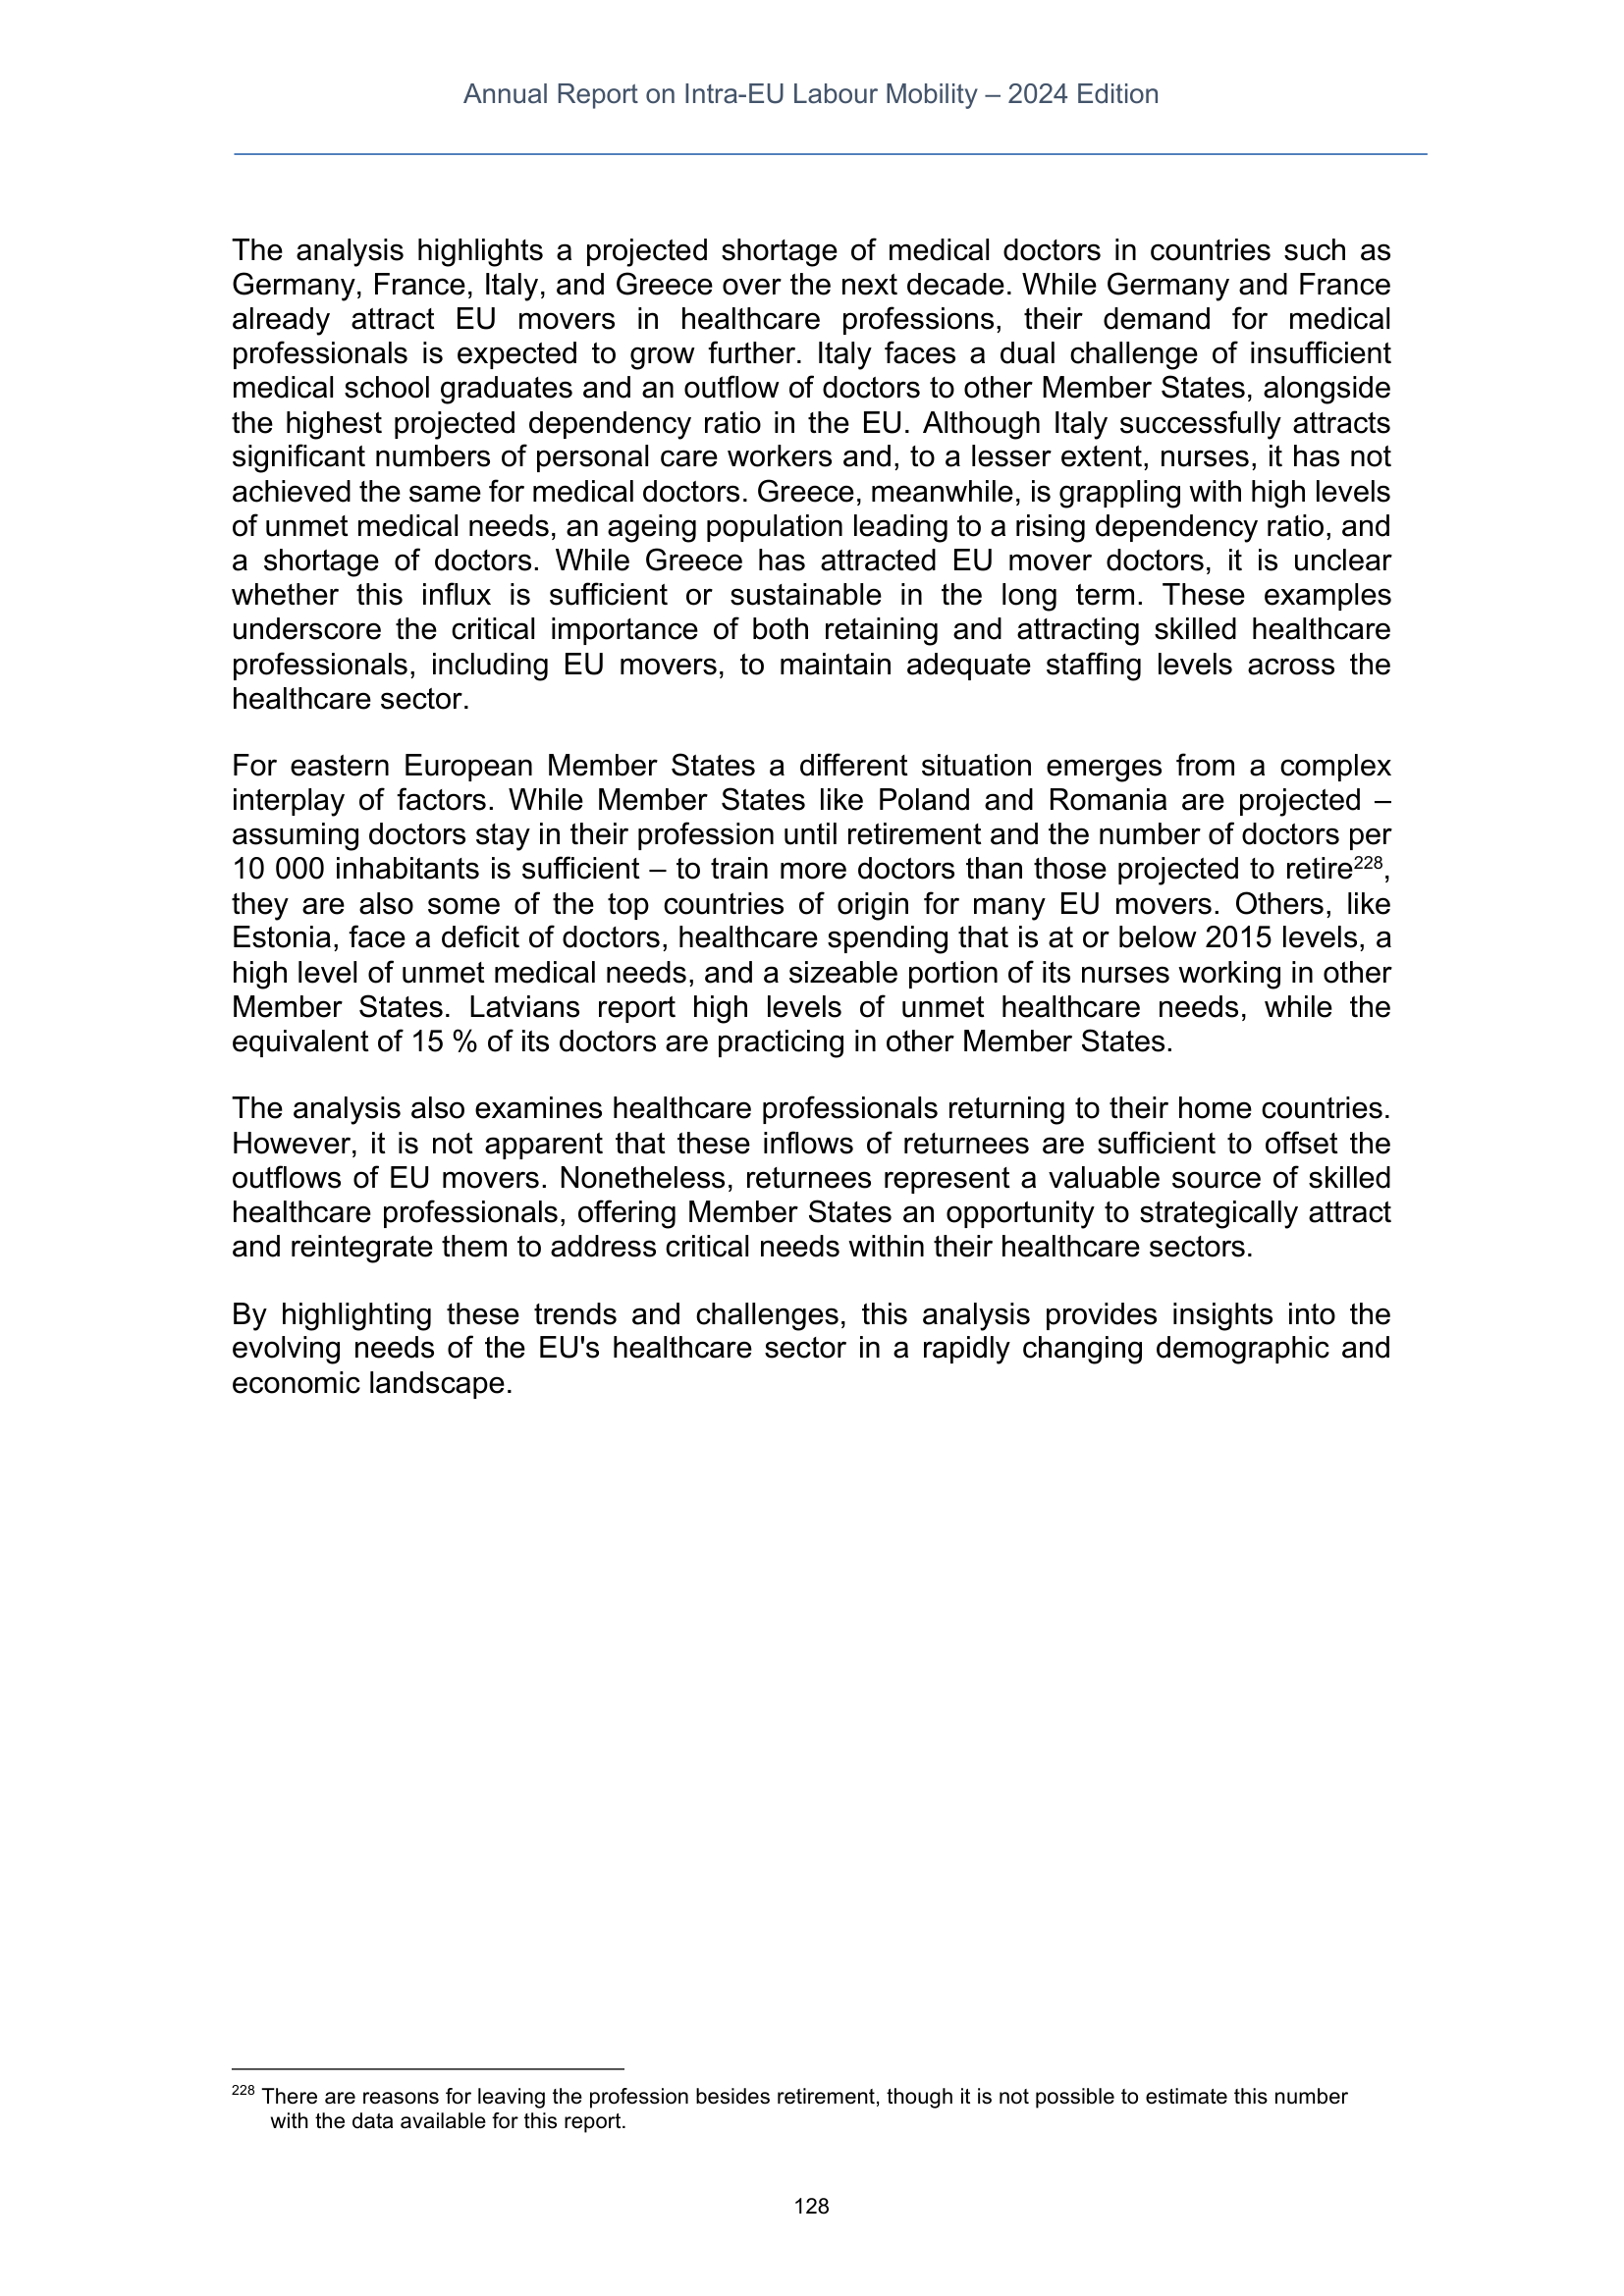 Annual Report on Intra-EU Labour Mobility – 2024 Edition
The analysis highlights a projected shortage of medical doctors in countries such as
Germany, France, Italy, and Greece over the next decade. While Germany and France
already attract EU movers in healthcare professions, their demand for medical
professionals is expected to grow further. Italy faces a dual challenge of insufficient
medical school graduates and an outflow of doctors to other Member States, alongside
the highest projected dependency ratio in the EU. Although Italy successfully attracts
significant numbers of personal care workers and, to a lesser extent, nurses, it has not
achieved the same for medical doctors. Greece, meanwhile, is grappling with high levels
of unmet medical needs, an ageing population leading to a rising dependency ratio, and
a shortage of doctors. While Greece has attracted EU mover doctors, it is unclear
whether this influx is sufficient or sustainable in the long term. These examples
underscore the critical importance of both retaining and attracting skilled healthcare
professionals, including EU movers, to maintain adequate staffing levels across the
healthcare sector.
For eastern European Member States a different situation emerges from a complex
interplay of factors. While Member States like Poland and Romania are projected –
assuming doctors stay in their profession until retirement and the number of doctors per
10 000 inhabitants is sufficient – to train more doctors than those projected to retire228,
they are also some of the top countries of origin for many EU movers. Others, like
Estonia, face a deficit of doctors, healthcare spending that is at or below 2015 levels, a
high level of unmet medical needs, and a sizeable portion of its nurses working in other
Member States. Latvians report high levels of unmet healthcare needs, while the
equivalent of 15 % of its doctors are practicing in other Member States.
The analysis also examines healthcare professionals returning to their home countries.
However, it is not apparent that these inflows of returnees are sufficient to offset the
outflows of EU movers. Nonetheless, returnees represent a valuable source of skilled
healthcare professionals, offering Member States an opportunity to strategically attract
and reintegrate them to address critical needs within their healthcare sectors.
By highlighting these trends and challenges, this analysis provides insights into the
evolving needs of the EU's healthcare sector in a rapidly changing demographic and
economic landscape.
228 There are reasons for leaving the profession besides retirement, though it is not possible to estimate this number
with the data available for this report.
128